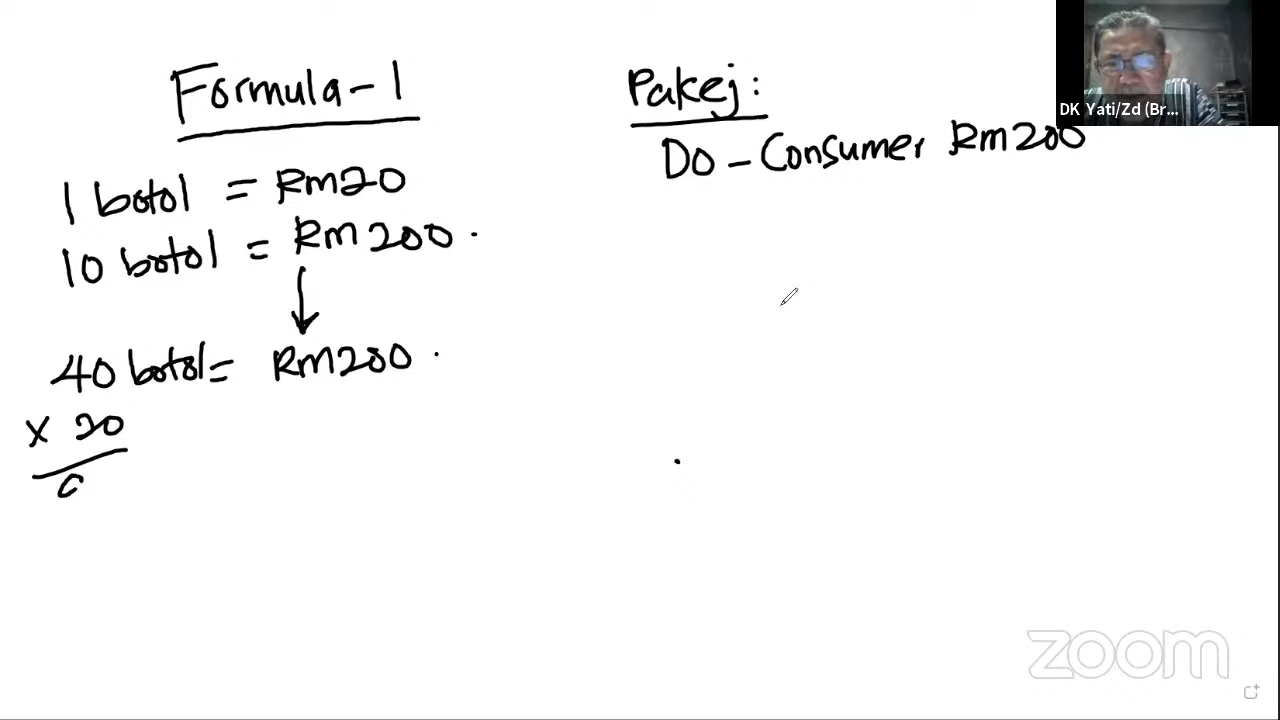 Formula-1
1 botol = RM20
10 botol = RM200.
40 botol = RM200.
x 20
Pakej:
DO - Consumer RM200
DK Yati/Zd (Br...
zoom